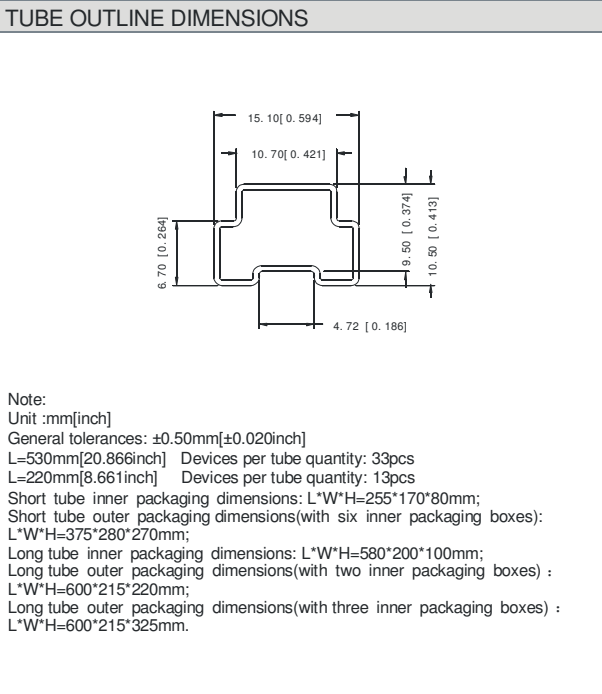 TUBE OUTLINE DIMENSIONS
15.10[0.594]
10.70[0.421]
6.70 [0.264]
9.50 [0.374]
10.50 [0.413]
4.72 [0.186]
Note:
Unit :mm[inch]
General tolerances: ±0.50mm[±0.020inch]
L=530mm[20.866inch] Devices per tube quantity: 33pcs
L=220mm[8.661inch] Devices per tube quantity: 13pcs
Short tube inner packaging dimensions: L*W*H=255*170*80mm;
Short tube outer packaging dimensions(with six inner packaging boxes):
L*W*H=375*280*270mm;
Long tube inner packaging dimensions: L*W*H=580*200*100mm;
Long tube outer packaging dimensions(with two inner packaging boxes) :
L*W*H=600*215*220mm;
Long tube outer packaging dimensions(with three inner packaging boxes) :
L*W*H=600*215*325mm.